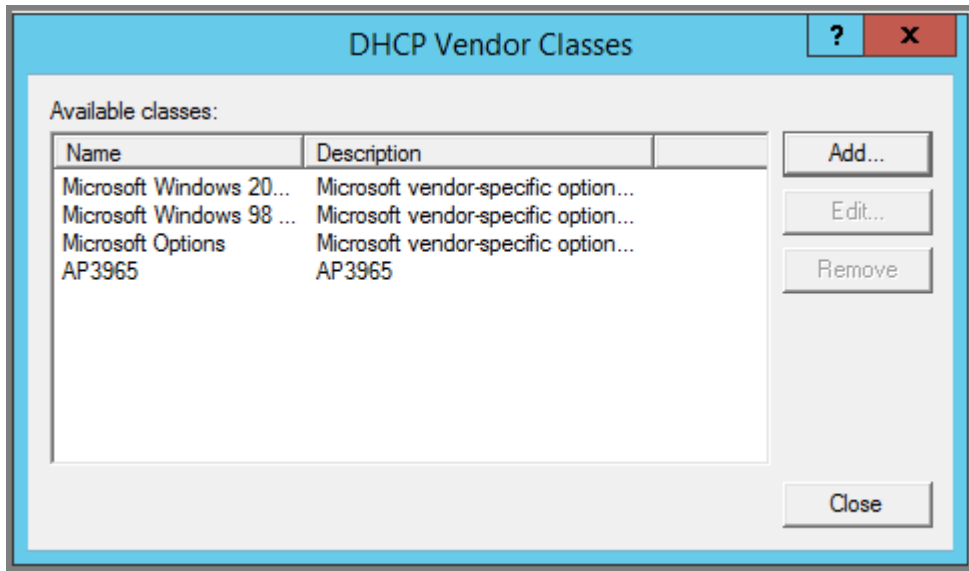 DHCP Vendor Classes
? x
Available classes:
Name Description
Microsoft Windows 20... Microsoft vendor-specific option...
Microsoft Windows 98 ... Microsoft vendor-specific option...
Microsoft Options Microsoft vendor-specific option...
AP3965 AP3965
Add...
Edit...
Remove
Close